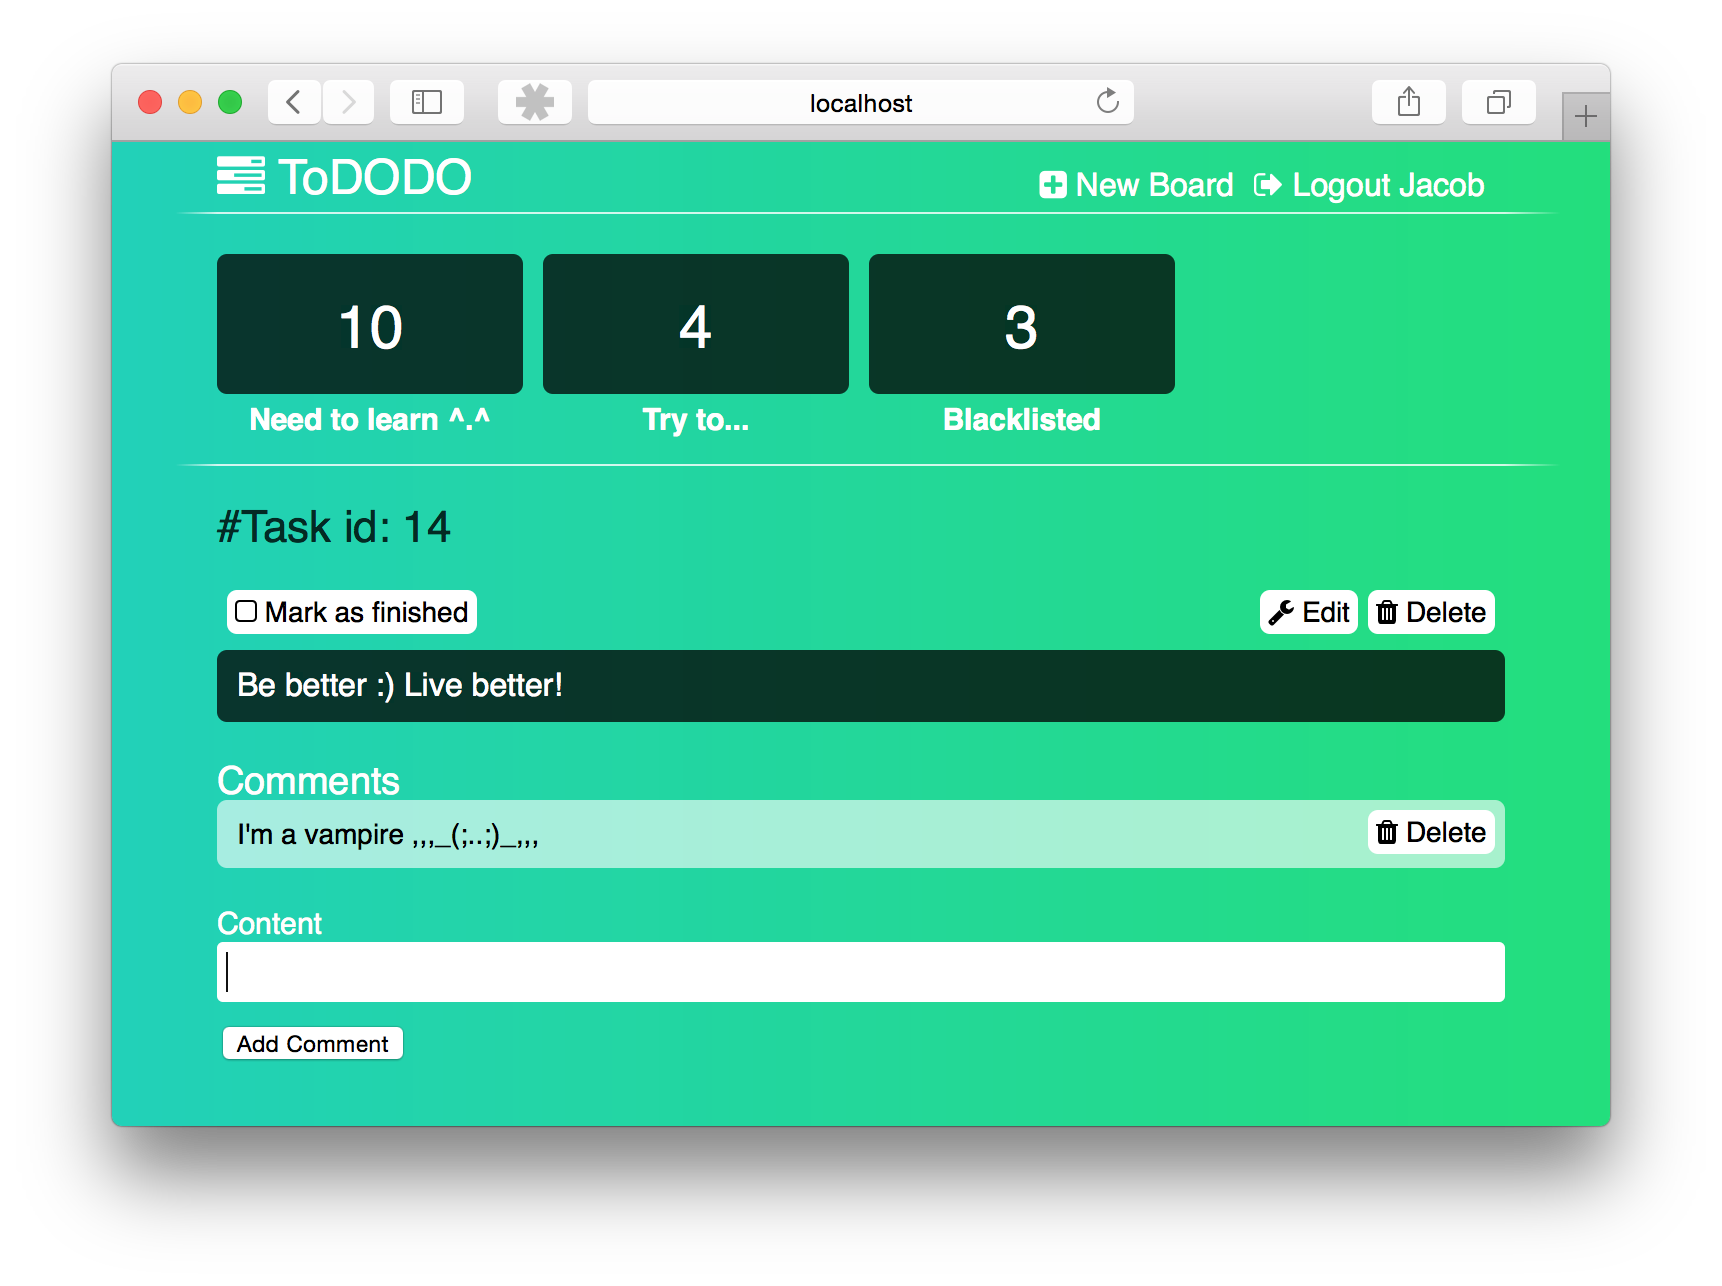 localhost
ToDODO
New Board Logout Jacob
10 4 3
Need to learn ^.^ Try to... Blacklisted
#Task id: 14
Mark as finished Edit Delete
Be better :) Live better!
Comments
I'm a vampire ,,,_(;..;)_,,, Delete
Content
Add Comment